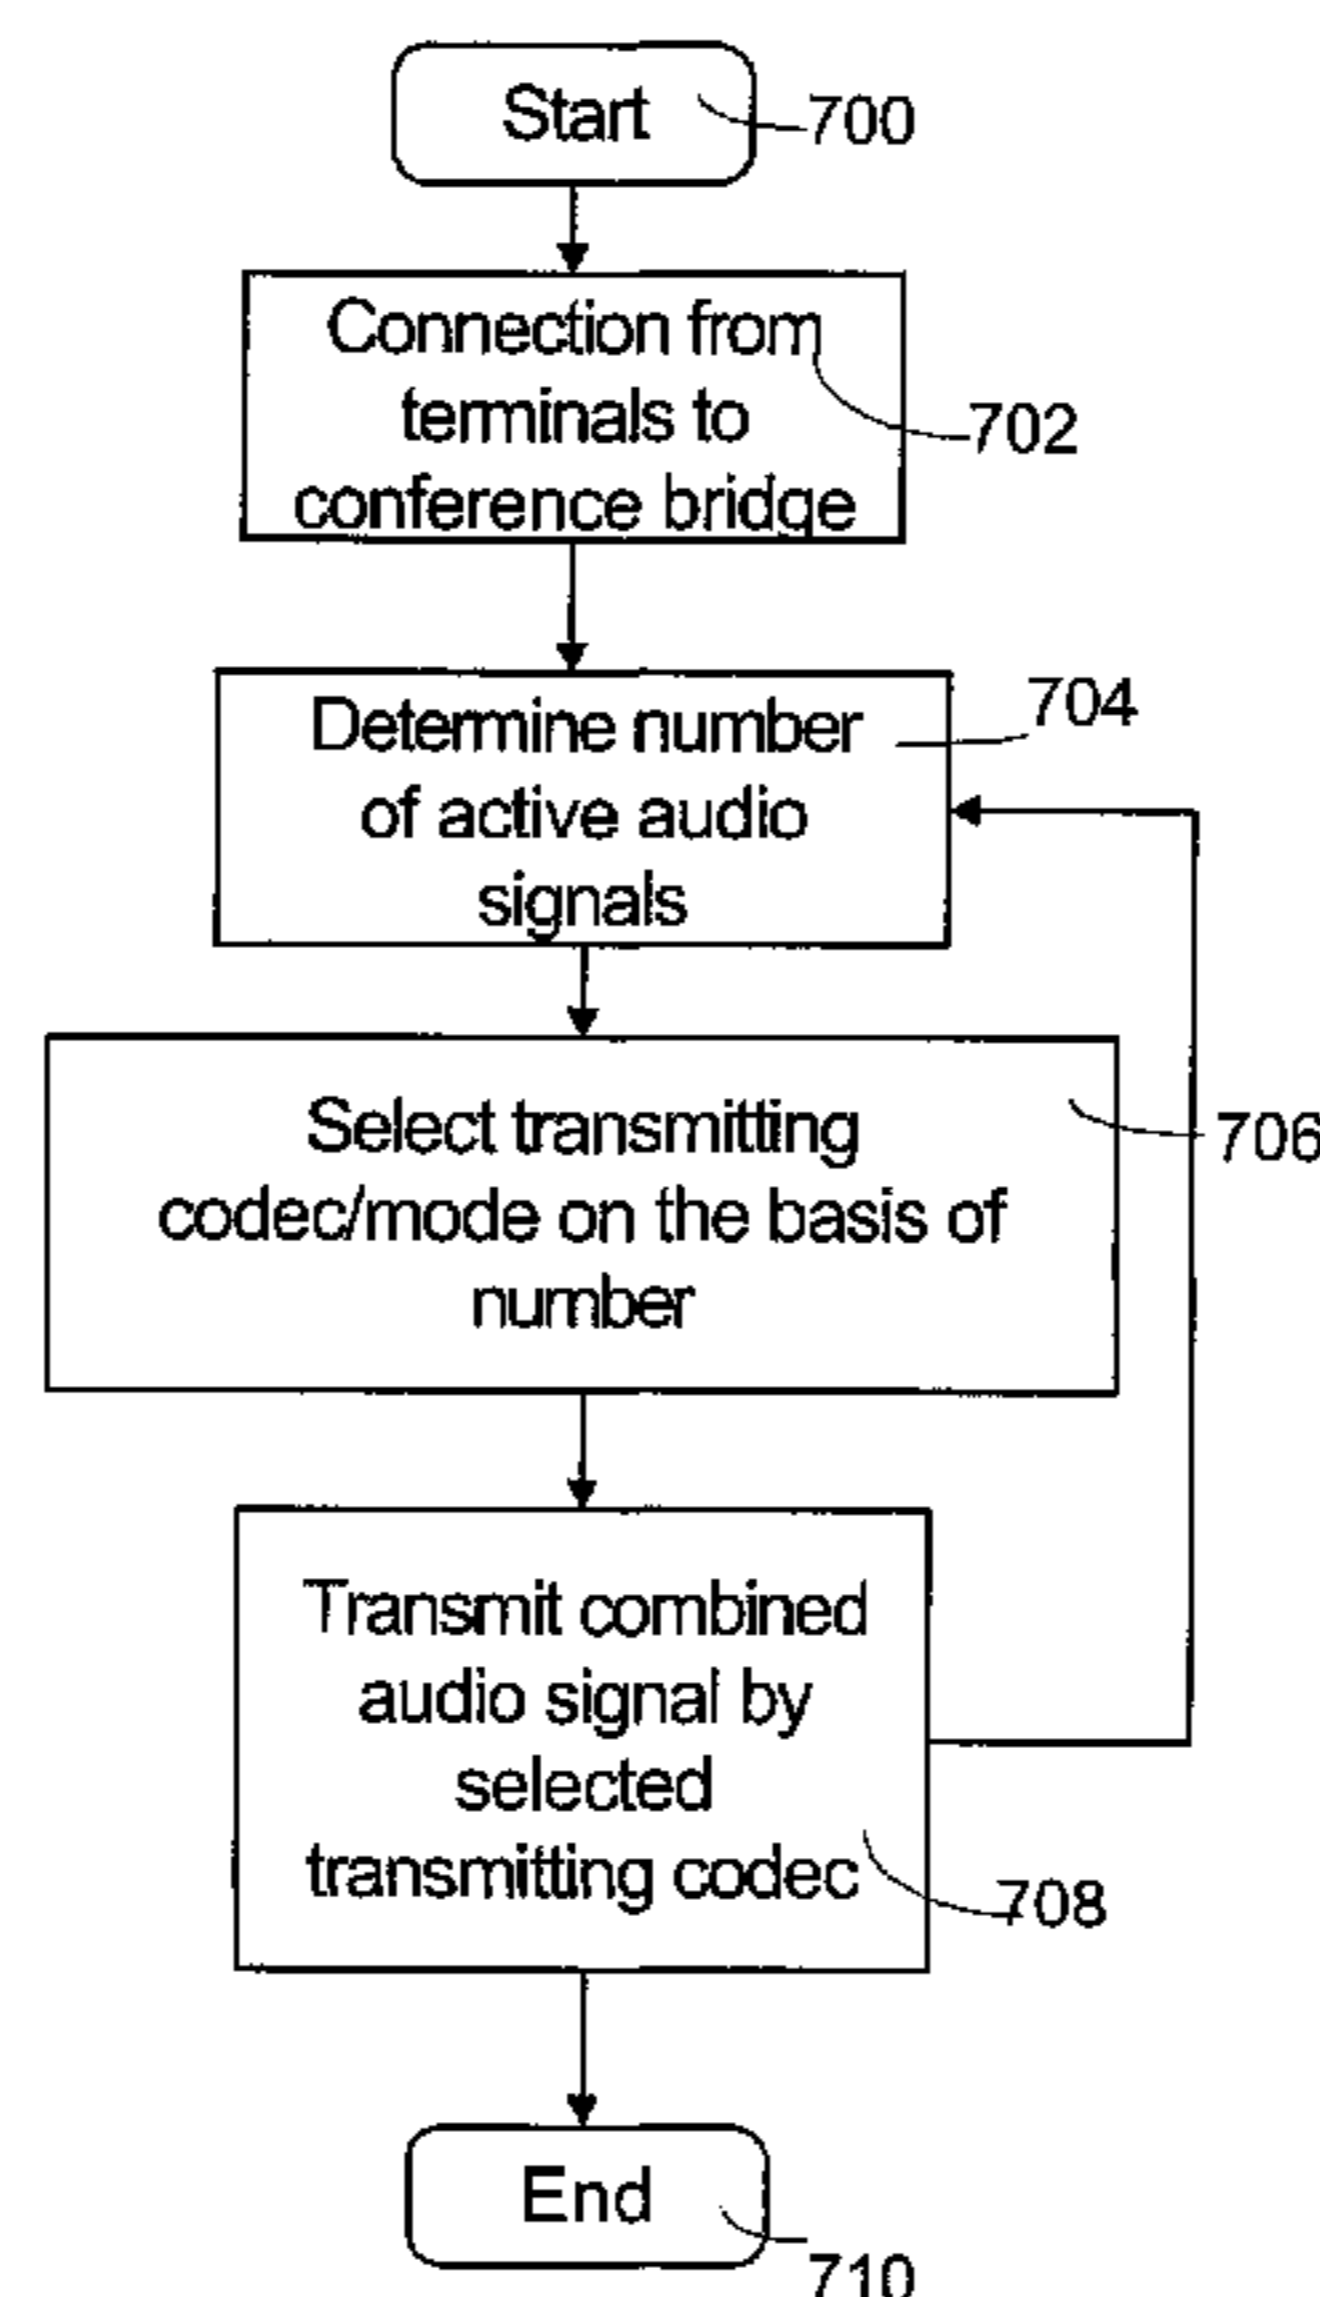 Start
700
Connection from
terminals to
conference bridge
702
Determine number
of active audio
signals
704
Select transmitting
codec/mode on the basis of
number
706
Transmit combined
audio signal by
selected
transmitting codec
708
End
710